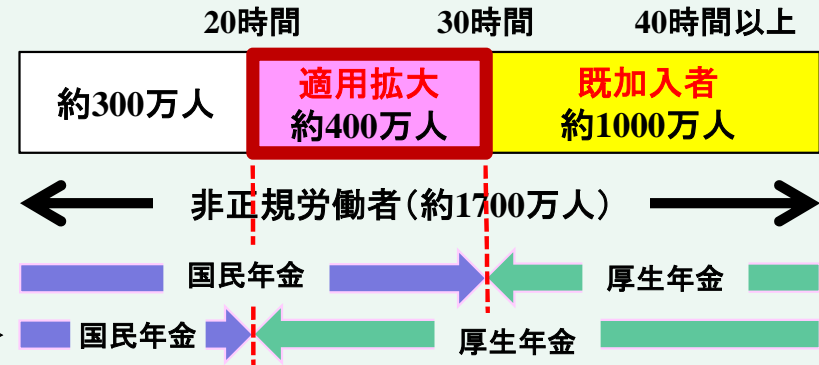 20時間 30時間 40時間以上
適用拡大 既加入者
約300万人 約400万人 約1000万人
非正規労働者(約1700万人)
国民年金 厚生年金
国民年金 厚生年金